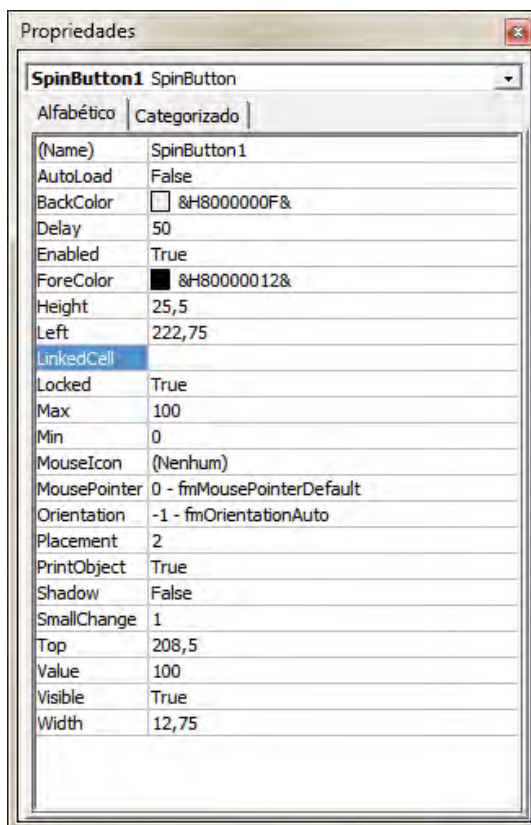 Propriedades
SpinButton1 SpinButton
Alfabético Categorizado
(Name) SpinButton1
AutoLoad False
BackColor &H8000000F&
Delay 50
Enabled True
ForeColor &H80000012&
Height 25,5
Left 222,75
LinkedCell
Locked True
Max 100
Min 0
MouseIcon (Nenhum)
MousePointer 0 - fmMousePointerDefault
Orientation -1 - fmOrientationAuto
Placement 2
PrintObject True
Shadow False
SmallChange 1
Top 208,5
Value 100
Visible True
Width 12,75